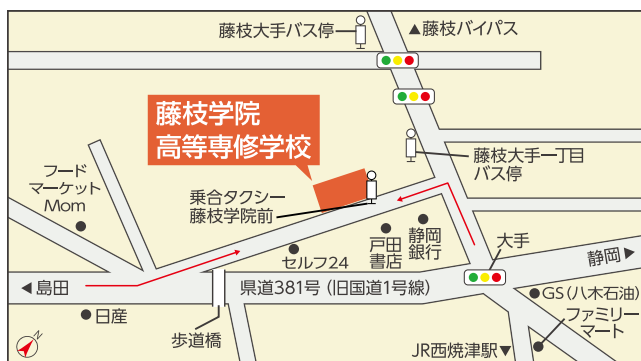 藤枝大手バス停
▲藤枝バイパス
藤枝学院
高等専修学校
藤枝大手一丁目
バス停
フード
マーケット
Mom
乗合タクシー
藤枝学院前
セルフ24
戸田
書店
静岡
銀行
大手
静岡▶
◀島田
県道381号（旧国道1号線）
GS（八木石油）
日産
歩道橋
ファミリー
マート
JR西焼津駅▼
N